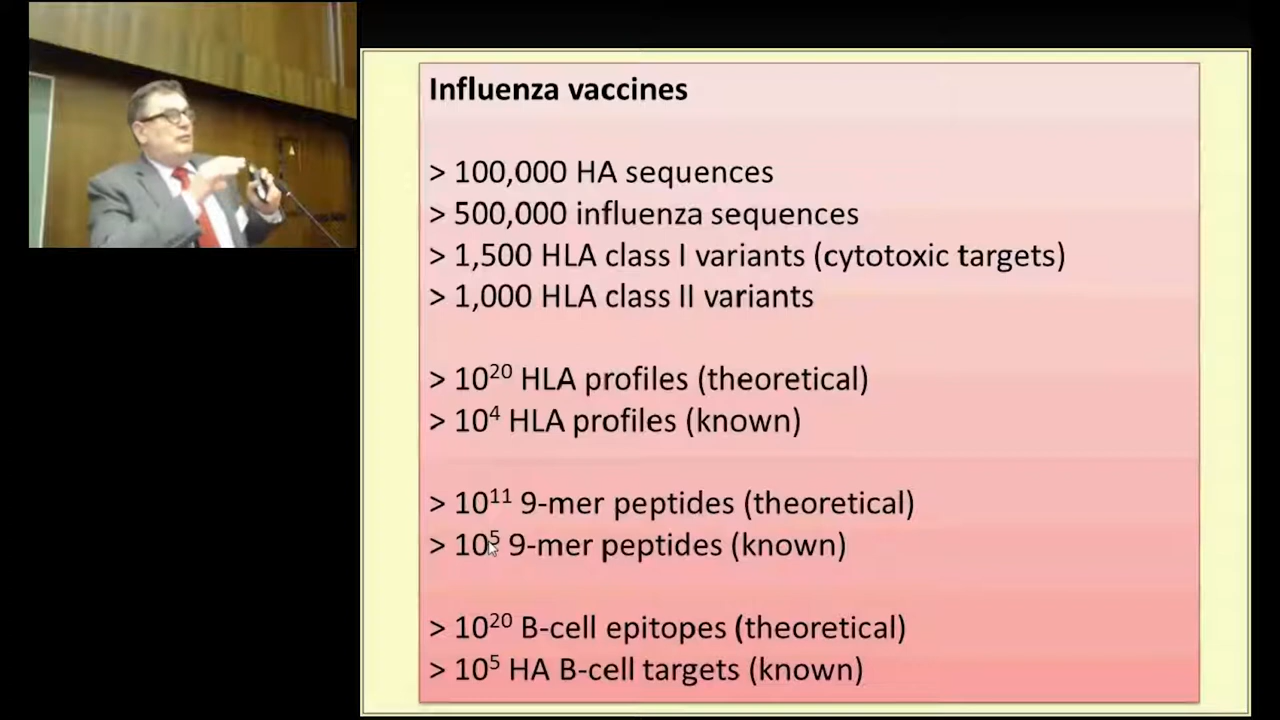 Influenza vaccines
> 100,000 HA sequences
> 500,000 influenza sequences
> 1,500 HLA class I variants (cytotoxic targets)
> 1,000 HLA class II variants
> 10²⁰ HLA profiles (theoretical)
> 10⁴ HLA profiles (known)
> 10¹¹ 9-mer peptides (theoretical)
> 10⁵ 9-mer peptides (known)
> 10²⁰ B-cell epitopes (theoretical)
> 10⁵ HA B-cell targets (known)